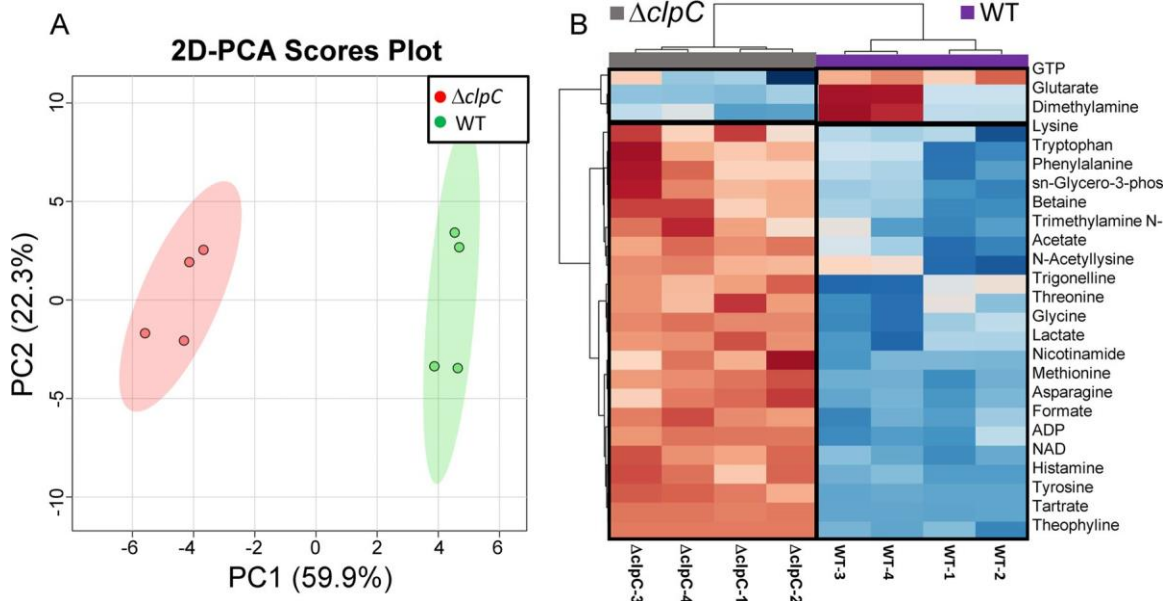 A
2D-PCA Scores Plot
ΔclpC
WT
PC2 (22.3%)
10
5
0
-5
-10
-6 -4 -2 0 2 4 6
PC1 (59.9%)
B
ΔclpC
WT
GTP
Glutarate
Dimethylamine
Lysine
Tryptophan
Phenylalanine
sn-Glycero-3-phos
Betaine
Trimethylamine N-
Acetate
N-Acetyllysine
Trigonelline
Threonine
Glycine
Lactate
Nicotinamide
Methionine
Asparagine
Formate
ADP
NAD
Histamine
Tyrosine
Tartrate
Theophyline
ΔclpC-3
ΔclpC-4
ΔclpC-1
ΔclpC-2
WT-3
WT-4
WT-1
WT-2